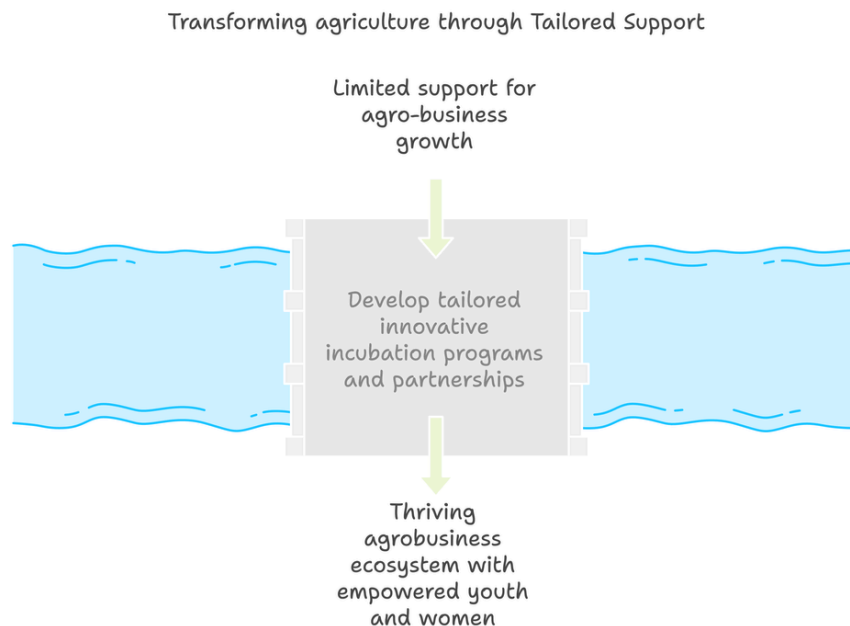 Transforming agriculture through Tailored Support
Limited support for
agro-business
growth
Develop tailored
innovative
incubation programs
and partnerships
Thriving
agrobusiness
ecosystem with
empowered youth
and women